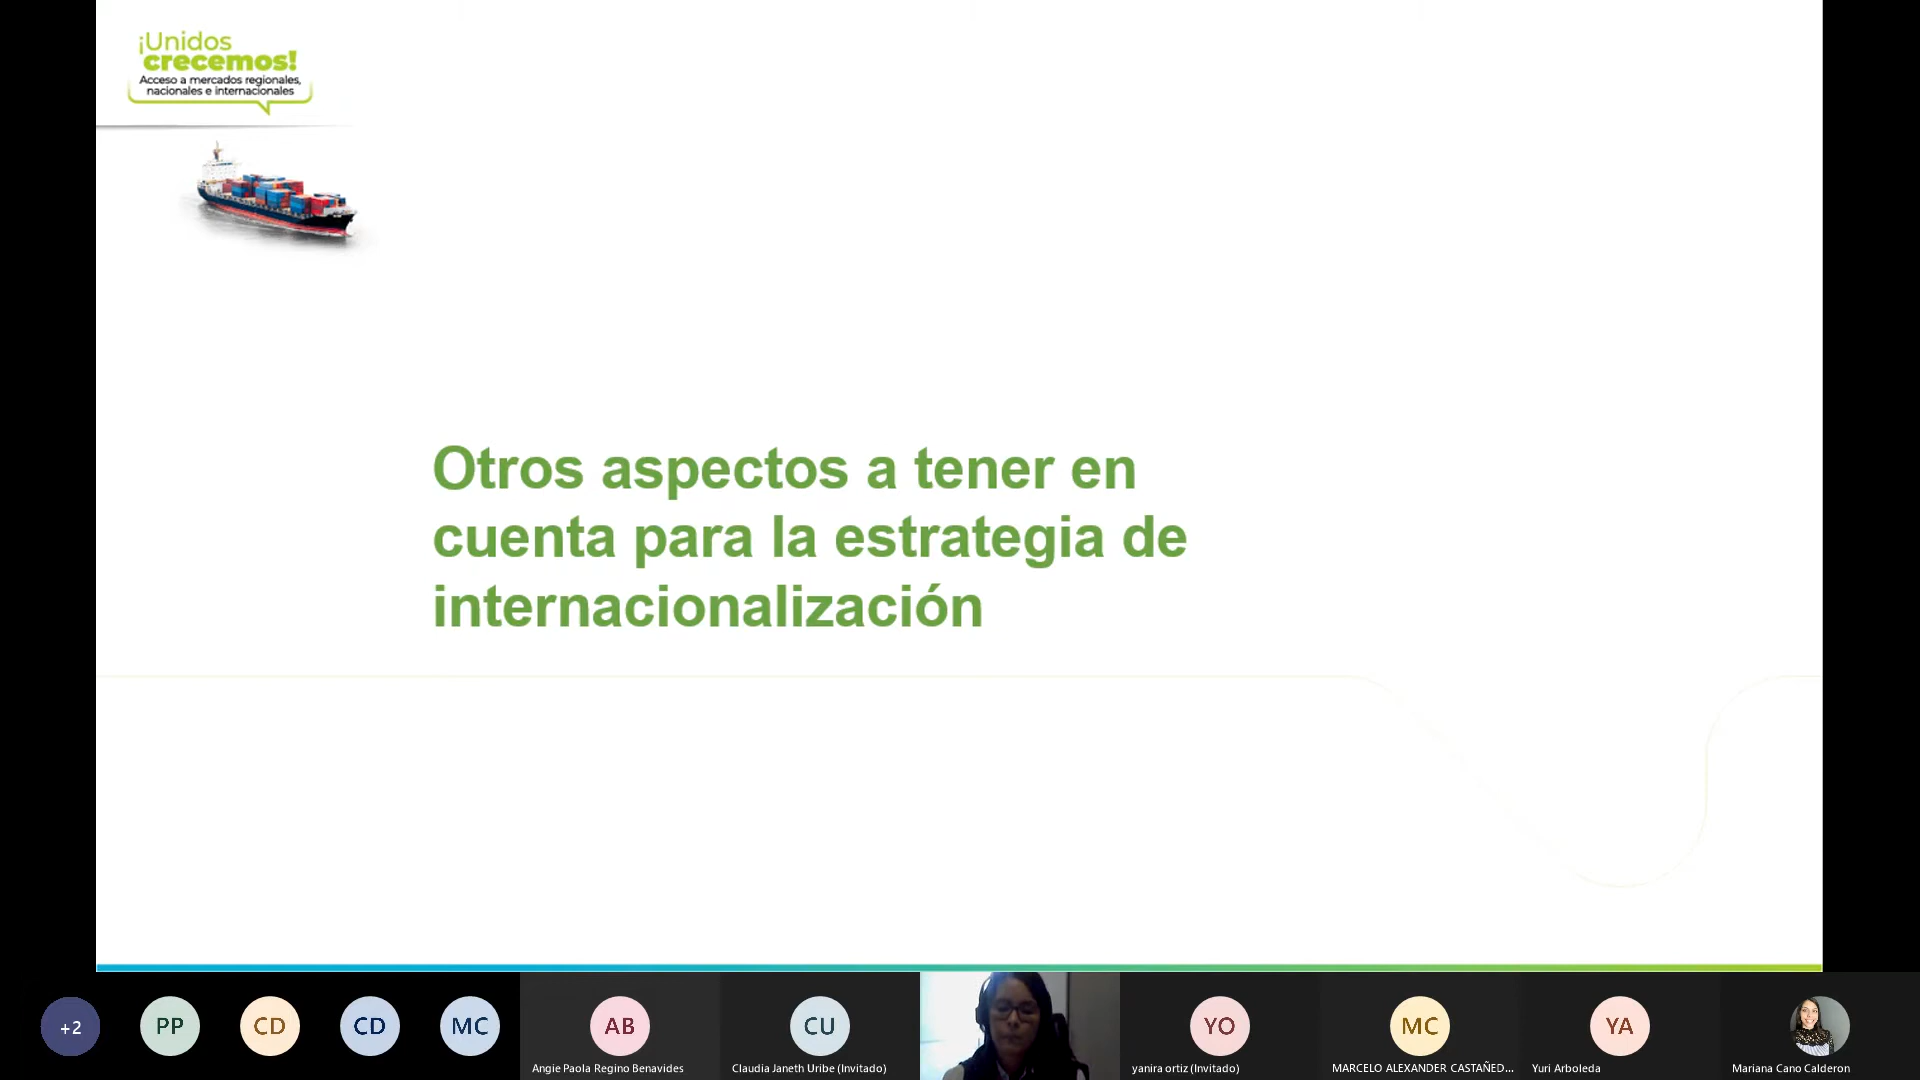 ¡Unidos
crecemos!
Acceso a mercados regionales,
nacionales e internacionales
Otros aspectos a tener en
cuenta para la estrategia de
internacionalización
+2
PP
CD
CD
MC
AB
CU
YO
MC
YA
Angie Paola Regino Benavides
Claudia Janeth Uribe (Invitado)
yanira ortiz (Invitado)
MARCELO ALEXANDER CASTAÑED...
Yuri Arboleda
Mariana Cano Calderon